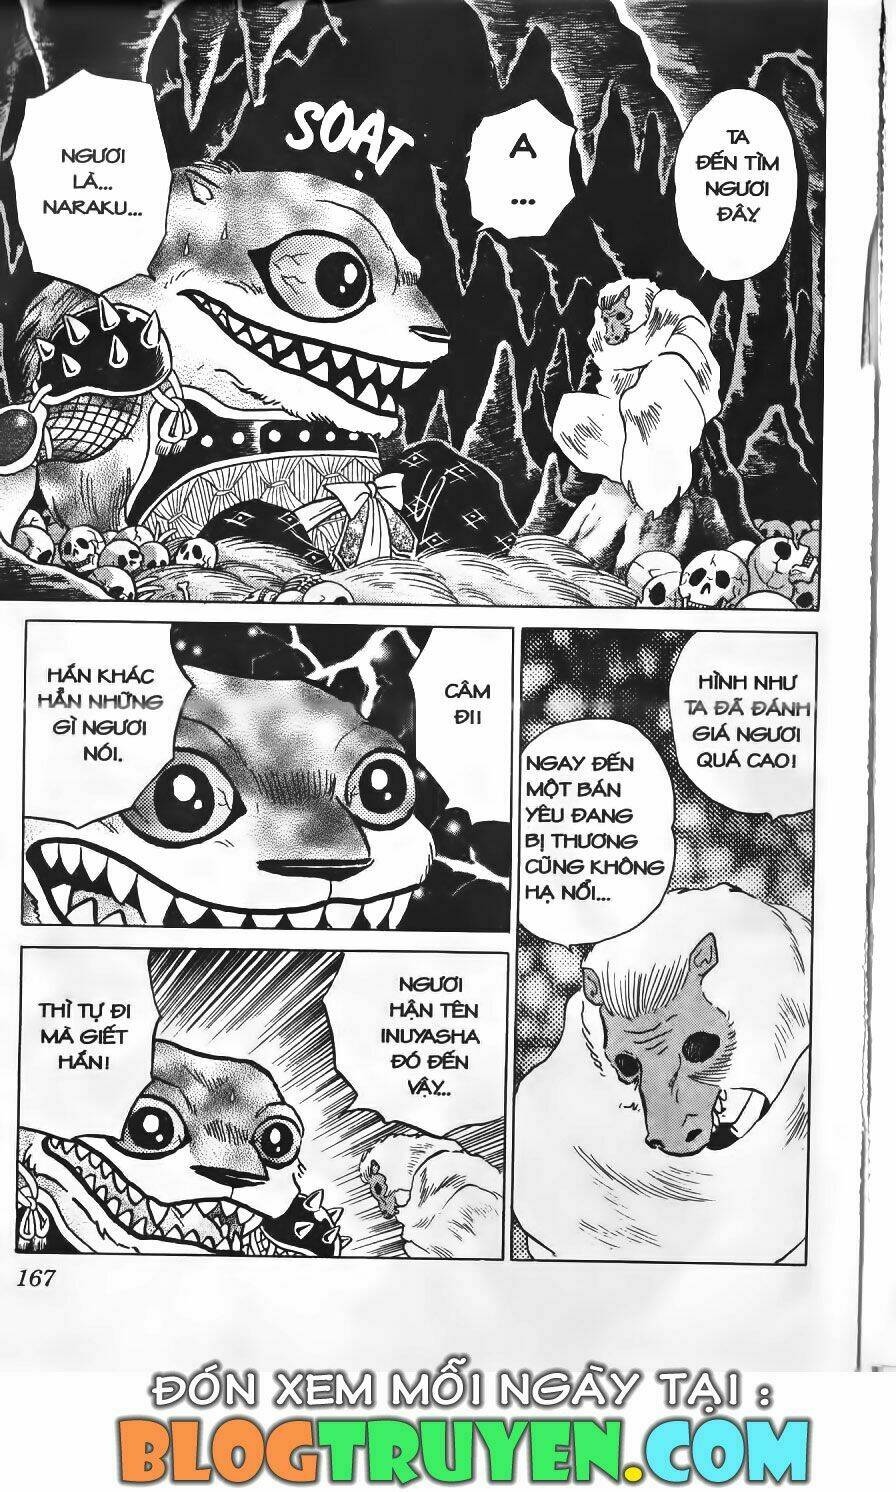 TA
ĐẾN TÌM
NGƯƠI
ĐÂY.
A
...
SOẠT
NGƯƠI
LÀ...
NARAKU...
HÌNH NHƯ
TA ĐÃ ĐÁNH
GIÁ NGƯƠI
QUÁ CAO!
NGAY ĐẾN
MỘT BÁN
YÊU ĐANG
BỊ THƯƠNG
CŨNG KHÔNG
HẠ NỔI...
CÂM
ĐI!
HẮN KHÁC
HẲN NHỮNG
GÌ NGƯƠI
NÓI.
NGƯƠI
HẬN TÊN
INUYASHA
ĐÓ ĐẾN
VẬY...
THÌ TỰ ĐI
MÀ GIẾT
HẮN!
167
ĐÓN XEM MỖI NGÀY TẠI :
BLOGTRUYEN.COM